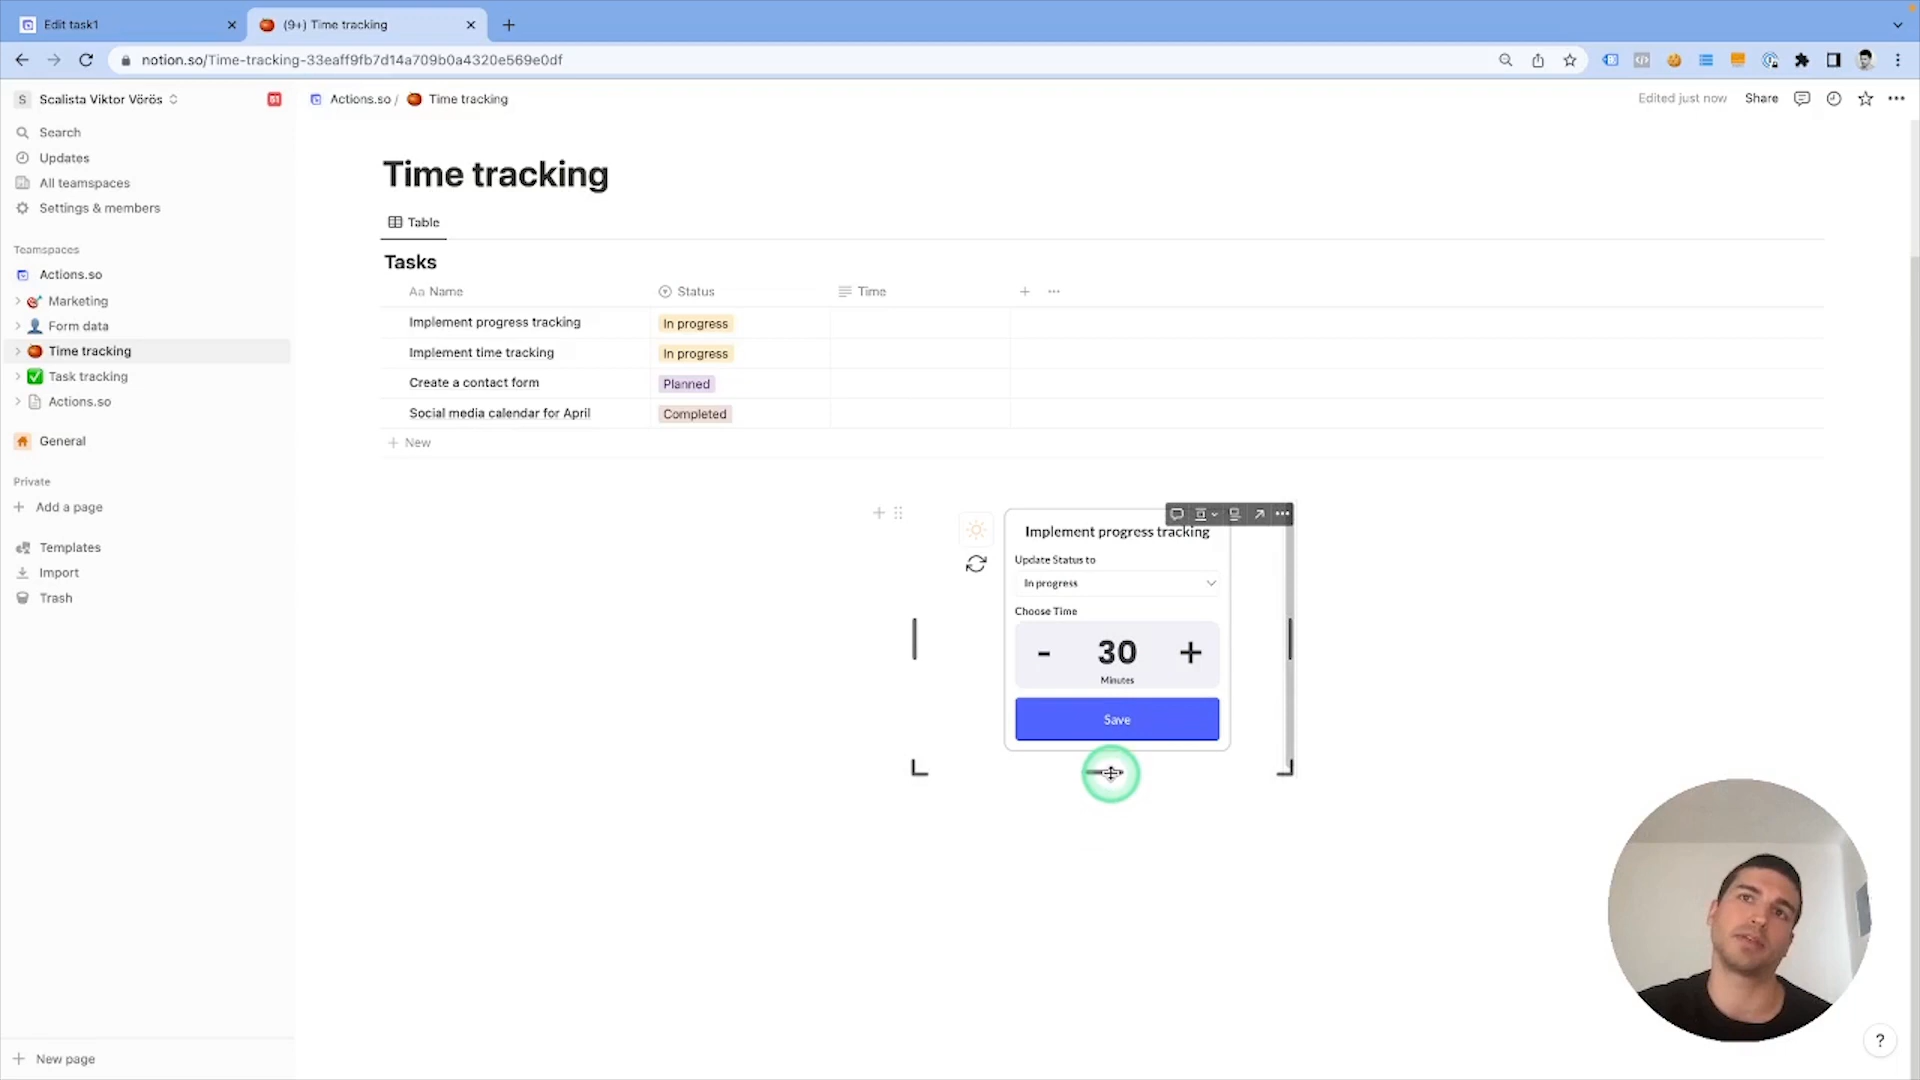 Edit task1
(9+) Time tracking
notion.so/Time-tracking-33eaff9fb7d14a709b0a4320e569e0df
S Scalista Viktor Vörös
Actions.so / Time tracking
Edited just now Share
Search
Updates
All teamspaces
Settings & members
Teamspaces
Actions.so
Marketing
Form data
Time tracking
Task tracking
Actions.so
General
Private
Add a page
Templates
Import
Trash
New page
Time tracking
Table
Tasks
Aa Name Status Time
Implement progress tracking In progress
Implement time tracking In progress
Create a contact form Planned
Social media calendar for April Completed
+ New
Implement progress tracking
Update Status to
In progress
Choose Time
- 30 +
Minutes
Save
?